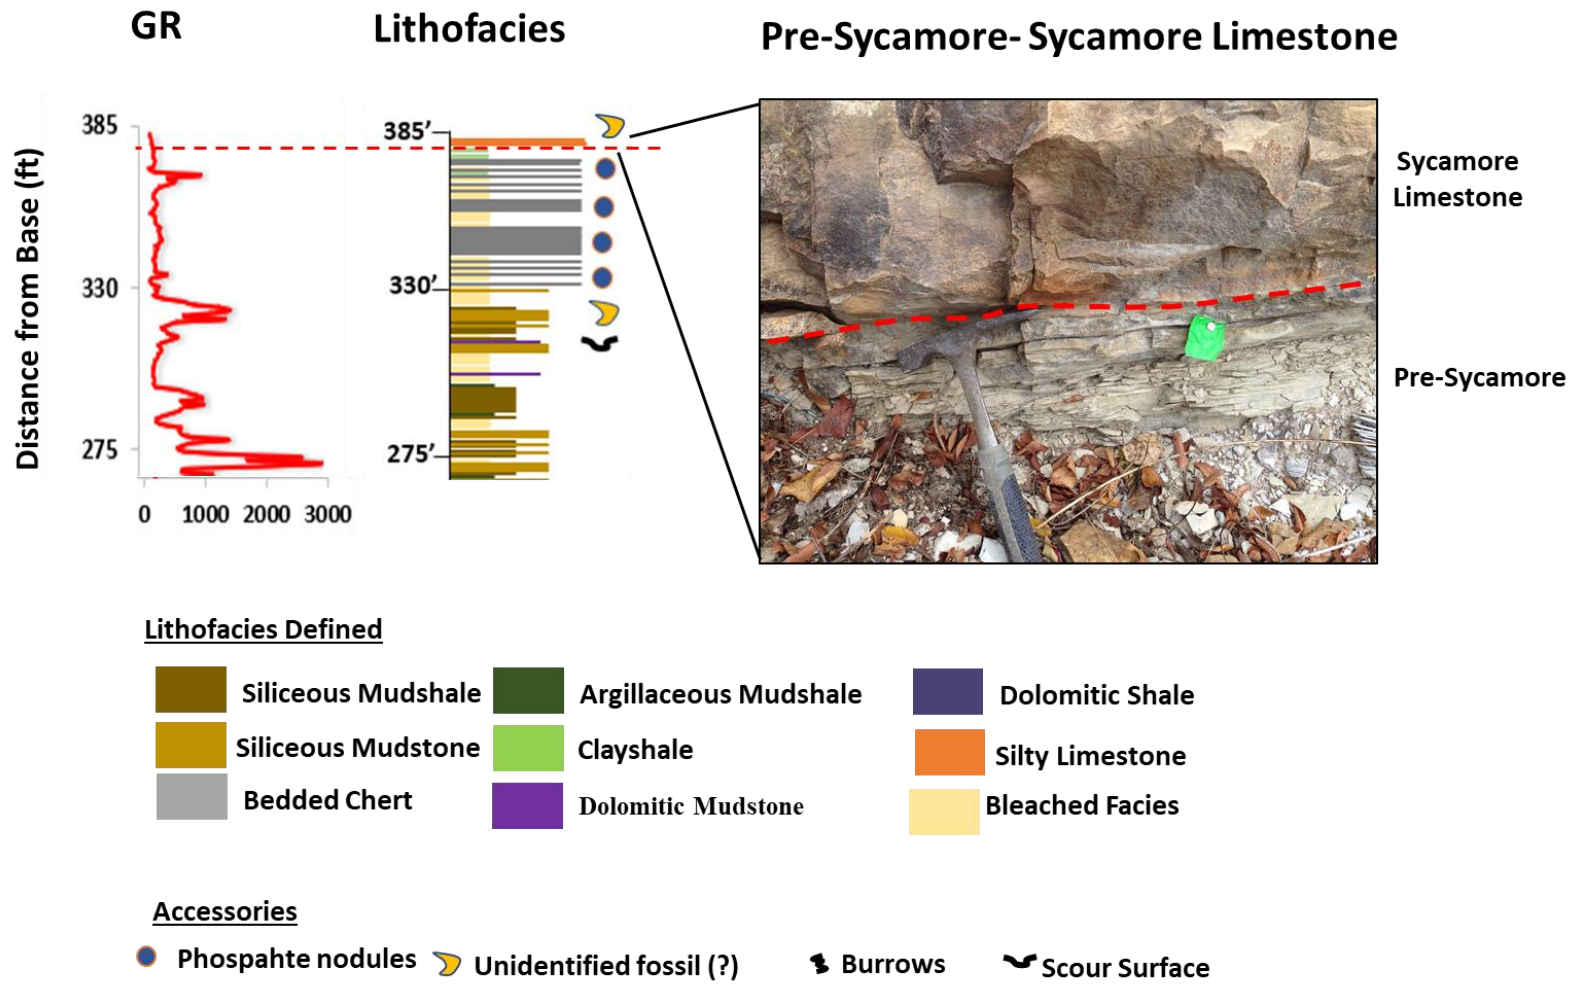 GR
Lithofacies
Pre-Sycamore- Sycamore Limestone
Distance from Base (ft)
385
330
275
0 1000 2000 3000
385’
330’
275’
Sycamore
Limestone
Pre-Sycamore
Lithofacies Defined
Siliceous Mudshale
Argillaceous Mudshale
Dolomitic Shale
Siliceous Mudstone
Clayshale
Silty Limestone
Bedded Chert
Dolomitic Mudstone
Bleached Facies
Accessories
Phospahte nodules
Unidentified fossil (?)
Burrows
Scour Surface